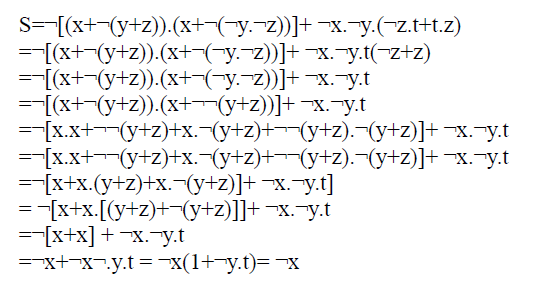 S=¬[(x+¬(y+z)).(x+¬(¬y.¬z))]+ ¬x.¬y.(¬z.t+t.z)
=¬[(x+¬(y+z)).(x+¬(¬y.¬z))]+ ¬x.¬y.t(¬z+z)
=¬[(x+¬(y+z)).(x+¬(¬y.¬z))]+ ¬x.¬y.t
=¬[(x+¬(y+z)).(x+¬¬(y+z))]+ ¬x.¬y.t
=¬[x.x+¬¬(y+z)+x.¬(y+z)+¬¬(y+z).¬(y+z)]+ ¬x.¬y.t
=¬[x.x+¬¬(y+z)+x.¬(y+z)+¬¬(y+z).¬(y+z)]+ ¬x.¬y.t
=¬[x+x.(y+z)+x.¬(y+z)]+ ¬x.¬y.t]
= ¬[x+x.[(y+z)+¬(y+z)]]+ ¬x.¬y.t
=¬[x+x] + ¬x.¬y.t
=¬x+¬x¬.y.t = ¬x(1+¬y.t)= ¬x